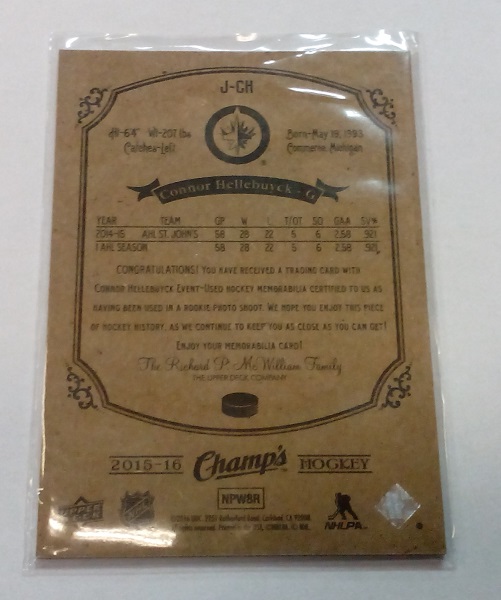 J-CH
Ht-6'4" Wt-207 lbs
Catches-Left
Born-May 19, 1993
Commerce, Michigan
Connor Hellebuyck - G
YEAR TEAM GP W L T/OT SO GAA SV%
2014-15 AHL ST. JOHN'S 58 28 22 5 6 2.58 .921
1 AHL SEASON 58 28 22 5 6 2.58 .921
CONGRATULATIONS! YOU HAVE RECEIVED A TRADING CARD WITH
CONNOR HELLEBUYCK EVENT-USED HOCKEY MEMORABILIA CERTIFIED TO US AS
HAVING BEEN USED IN A ROOKIE PHOTO SHOOT. WE HOPE YOU ENJOY THIS PIECE
OF HOCKEY HISTORY, AS WE CONTINUE TO KEEP YOU AS CLOSE AS YOU CAN GET!
ENJOY YOUR MEMORABILIA CARD!
The Richard P. McWilliam Family
THE UPPER DECK COMPANY
2015-16 Champ's HOCKEY
NPWBR
UPPER DECK NHL NHLPA